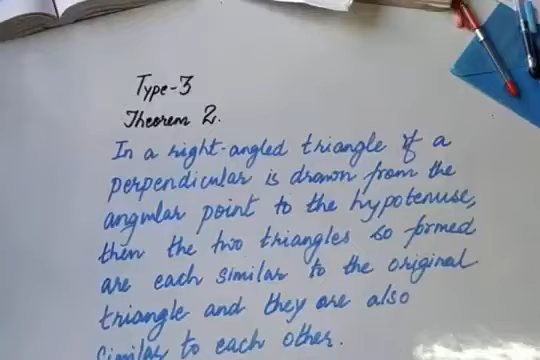 Type-3
Theorem 2.
In a right-angled triangle if a
perpendicular is drawn from the
angular point to the hypotenuse,
then the two triangles so formed
are each similar to the original
triangle and they are also
similar to each other.